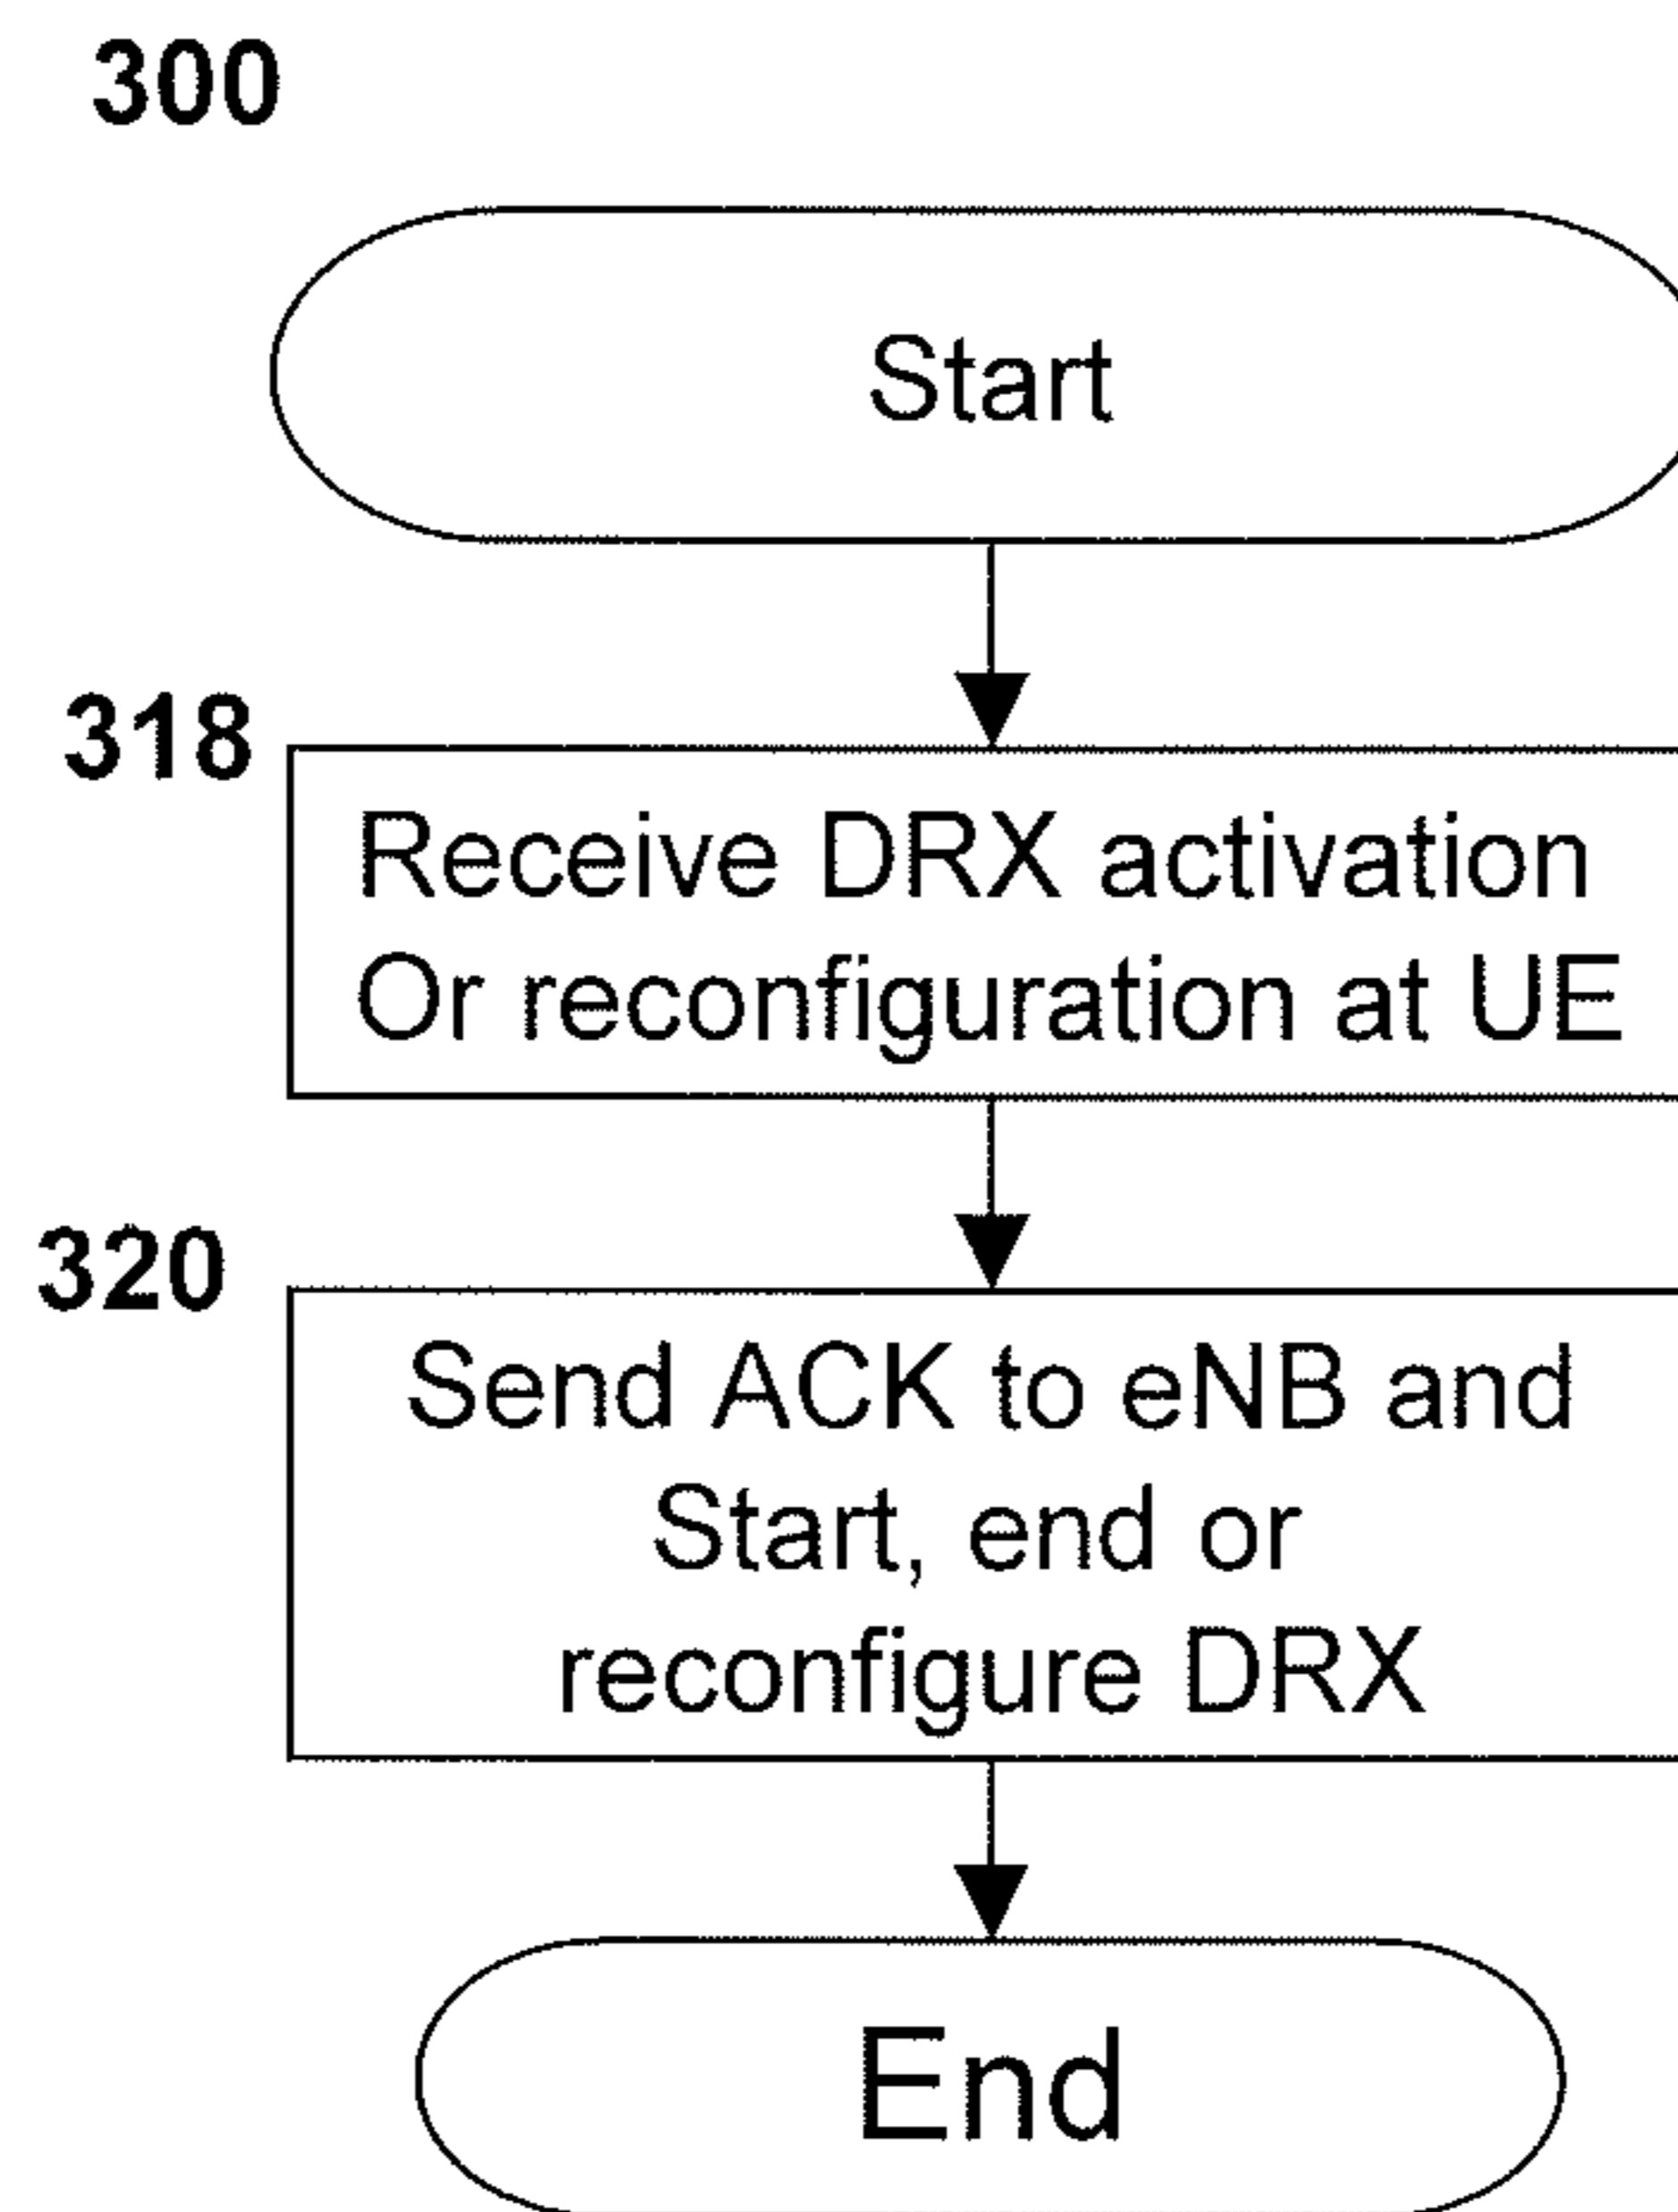 300
Start
318
Receive DRX activation
Or reconfiguration at UE
320
Send ACK to eNB and
Start, end or
reconfigure DRX
End